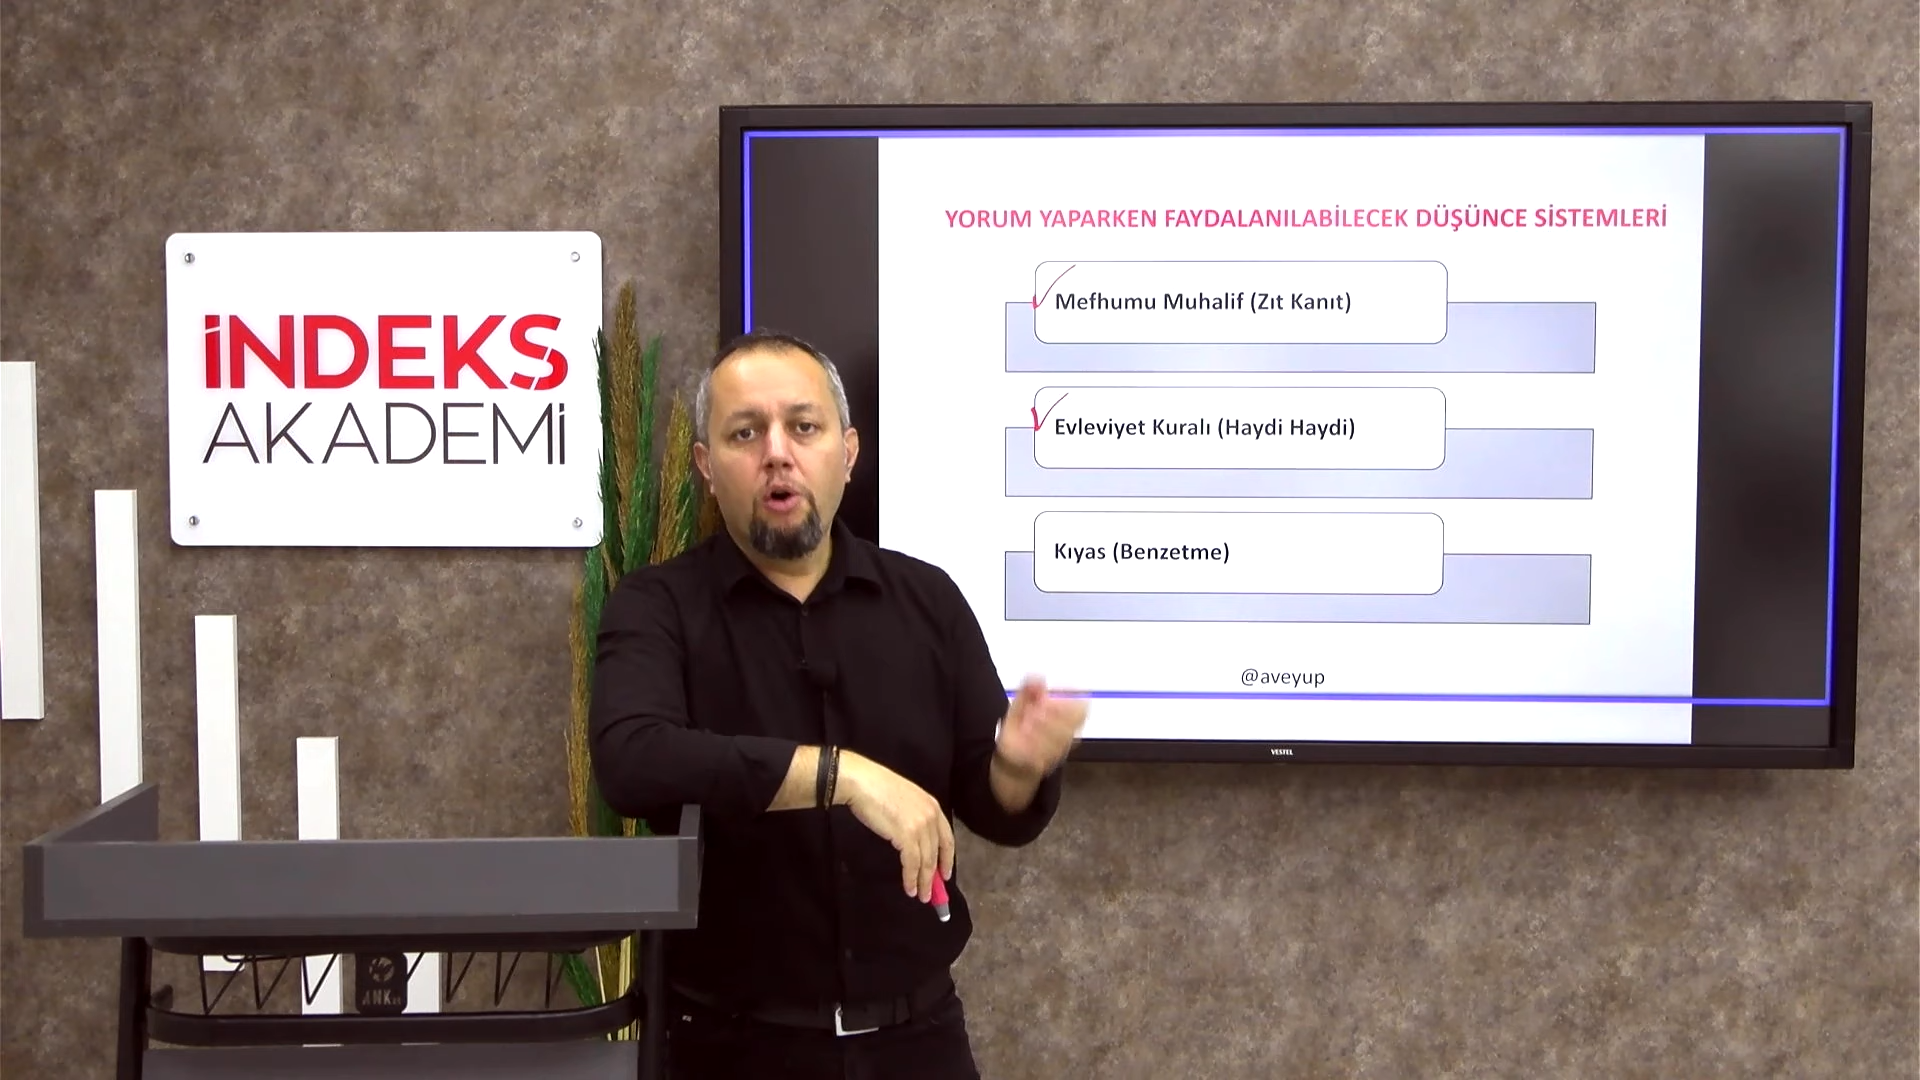 İNDEKS
AKADEMİ
YORUM YAPARKEN FAYDALANILABİLECEK DÜŞÜNCE SİSTEMLERİ
Mefhumu Muhalif (Zıt Kanıt)
Evleviyet Kuralı (Haydi Haydi)
Kıyas (Benzetme)
@aveyup
VESTEL